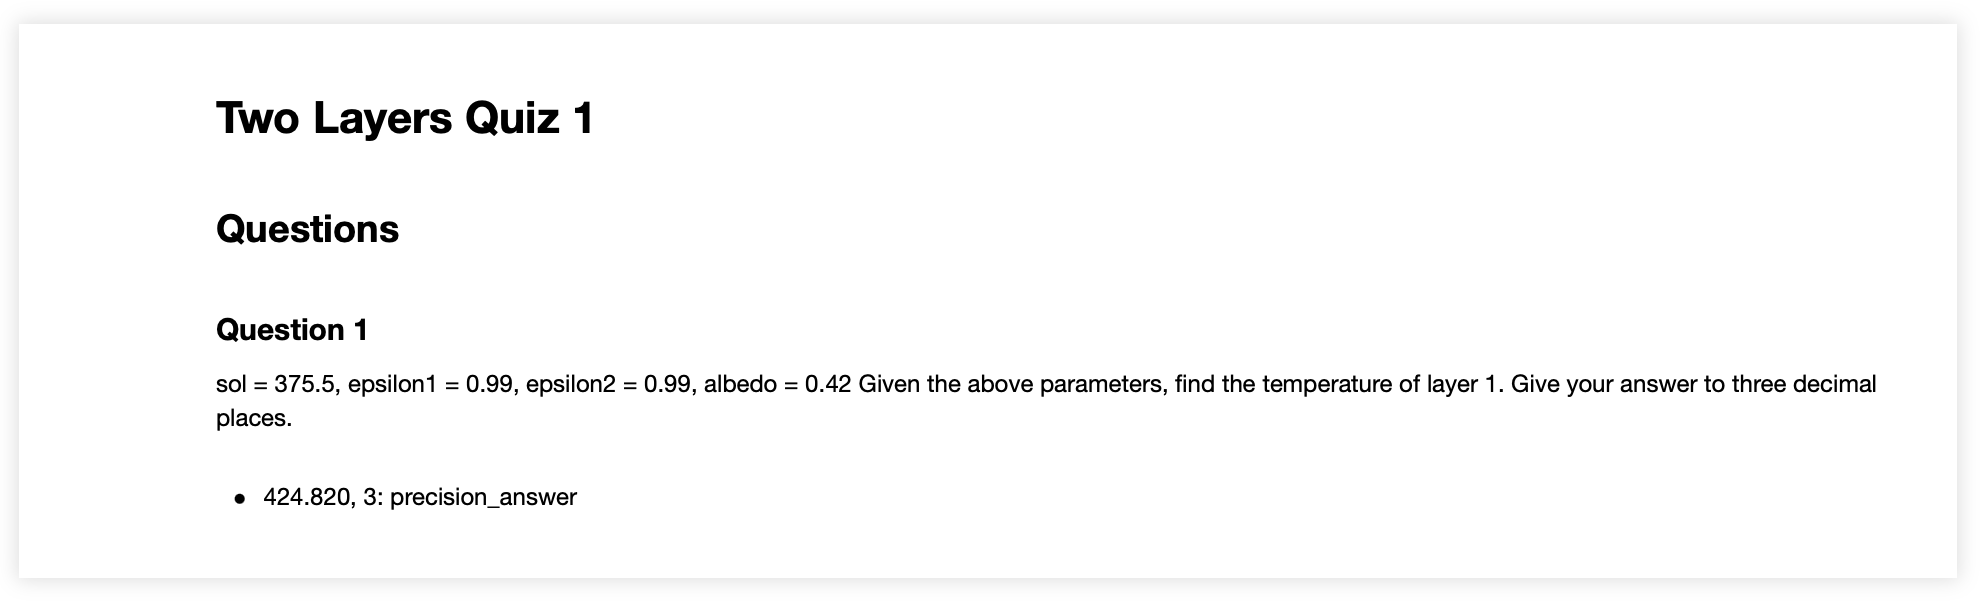 Two Layers Quiz 1
Questions
Question 1
sol = 375.5, epsilon1 = 0.99, epsilon2 = 0.99, albedo = 0.42 Given the above parameters, find the temperature of layer 1. Give your answer to three decimal
places.
• 424.820, 3: precision_answer